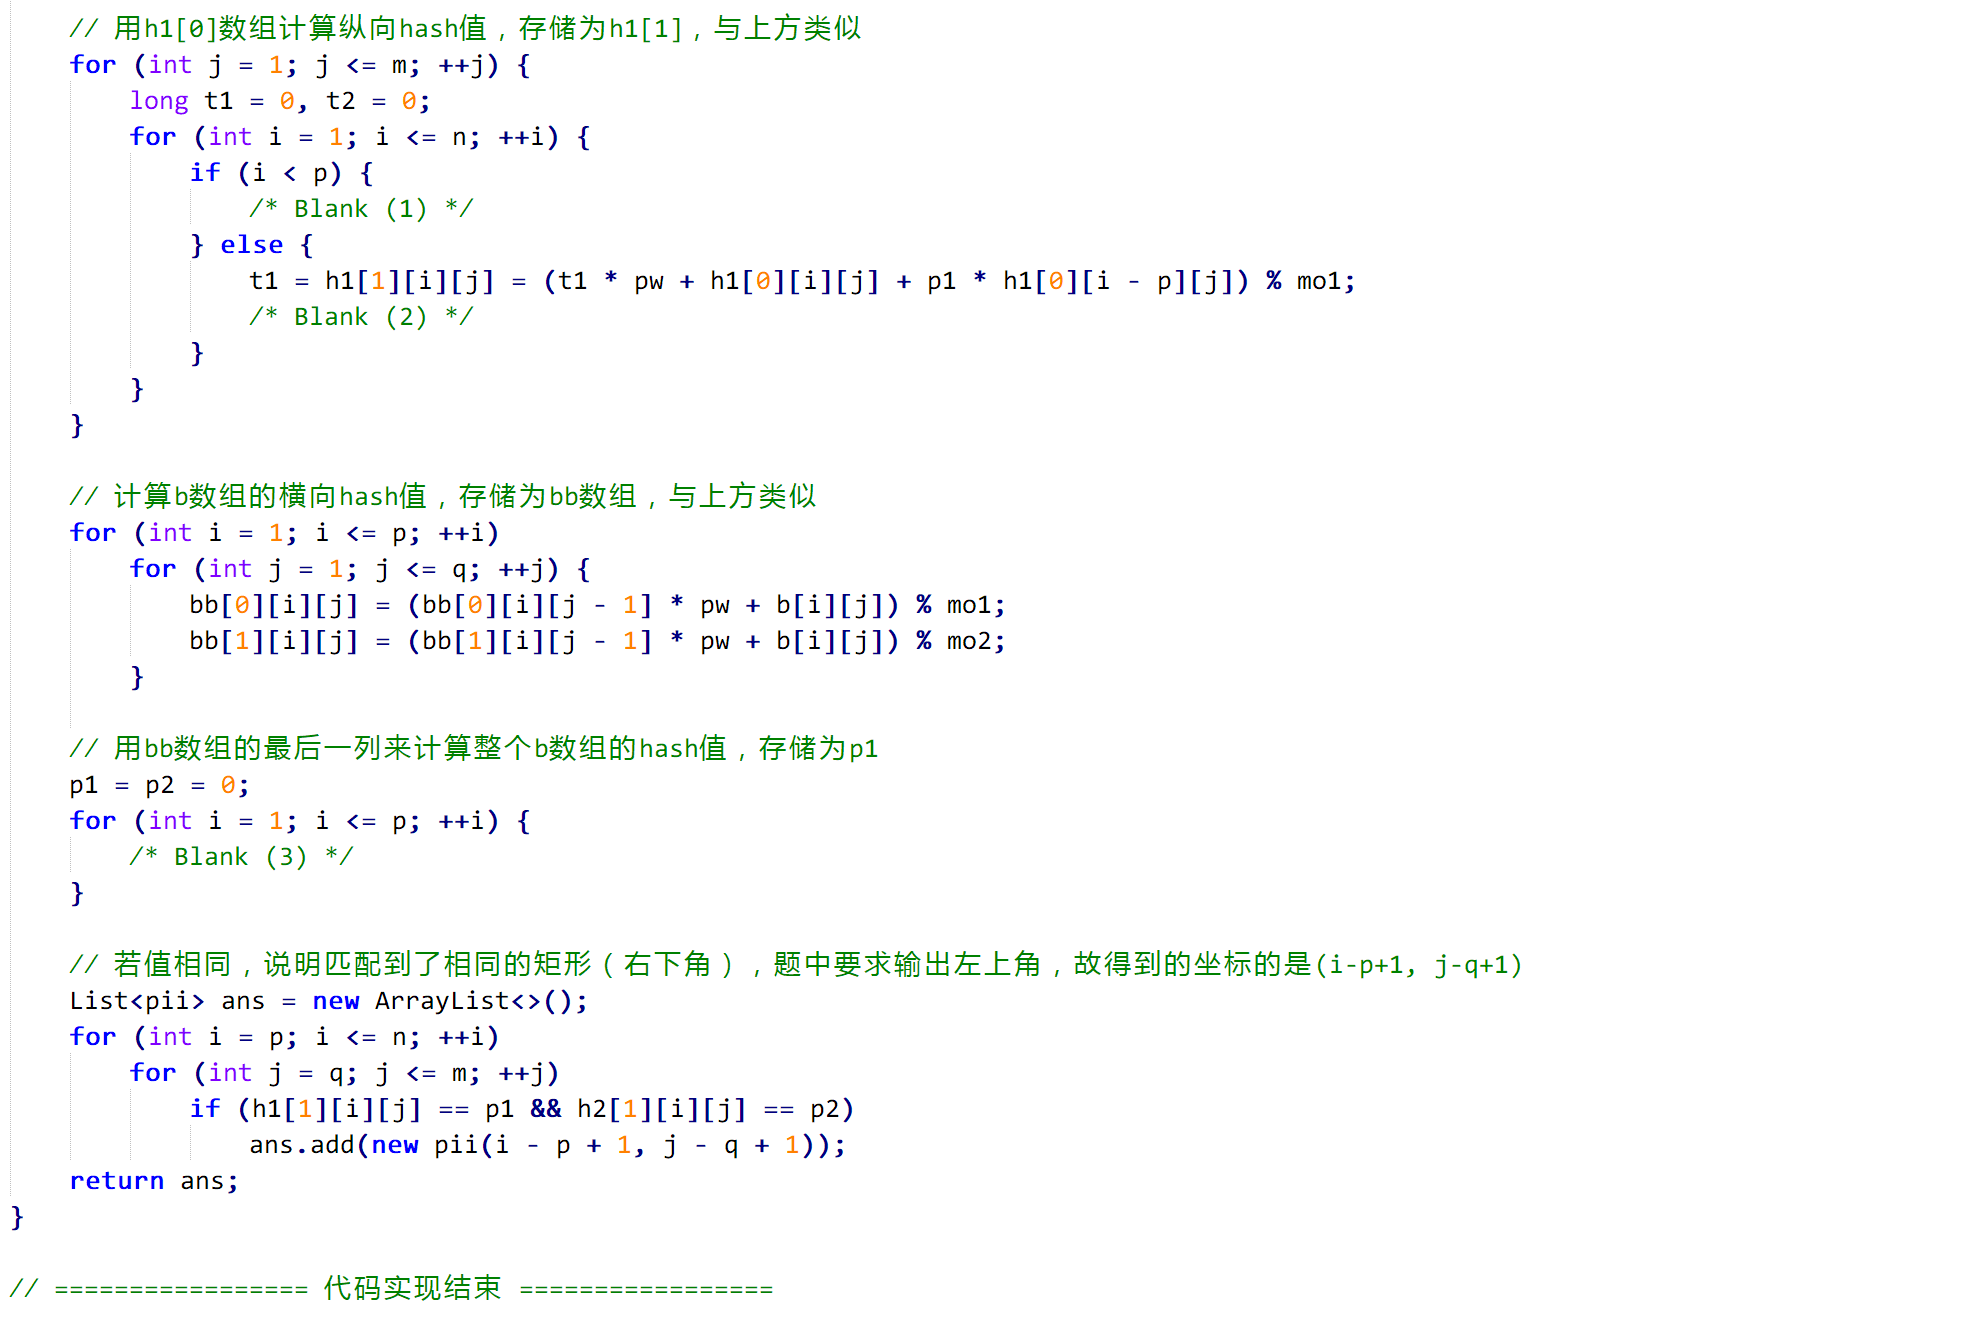 // 用h1[0]数组计算纵向hash值，存储为h1[1]，与上方类似
for (int j = 1; j <= m; ++j) {
long t1 = 0, t2 = 0;
for (int i = 1; i <= n; ++i) {
if (i < p) {
/* Blank (1) */
} else {
t1 = h1[1][i][j] = (t1 * pw + h1[0][i][j] + p1 * h1[0][i - p][j]) % mo1;
/* Blank (2) */
}
}
}
// 计算b数组的横向hash值，存储为bb数组，与上方类似
for (int i = 1; i <= p; ++i)
for (int j = 1; j <= q; ++j) {
bb[0][i][j] = (bb[0][i][j - 1] * pw + b[i][j]) % mo1;
bb[1][i][j] = (bb[1][i][j - 1] * pw + b[i][j]) % mo2;
}
// 用bb数组的最后一列来计算整个b数组的hash值，存储为p1
p1 = p2 = 0;
for (int i = 1; i <= p; ++i) {
/* Blank (3) */
}
// 若值相同，说明匹配到了相同的矩形（右下角），题中要求输出左上角，故得到的坐标的是(i-p+1, j-q+1)
List<pii> ans = new ArrayList<>();
for (int i = p; i <= n; ++i)
for (int j = q; j <= m; ++j)
if (h1[1][i][j] == p1 && h2[1][i][j] == p2)
ans.add(new pii(i - p + 1, j - q + 1));
return ans;
}
// ================= 代码实现结束 =================